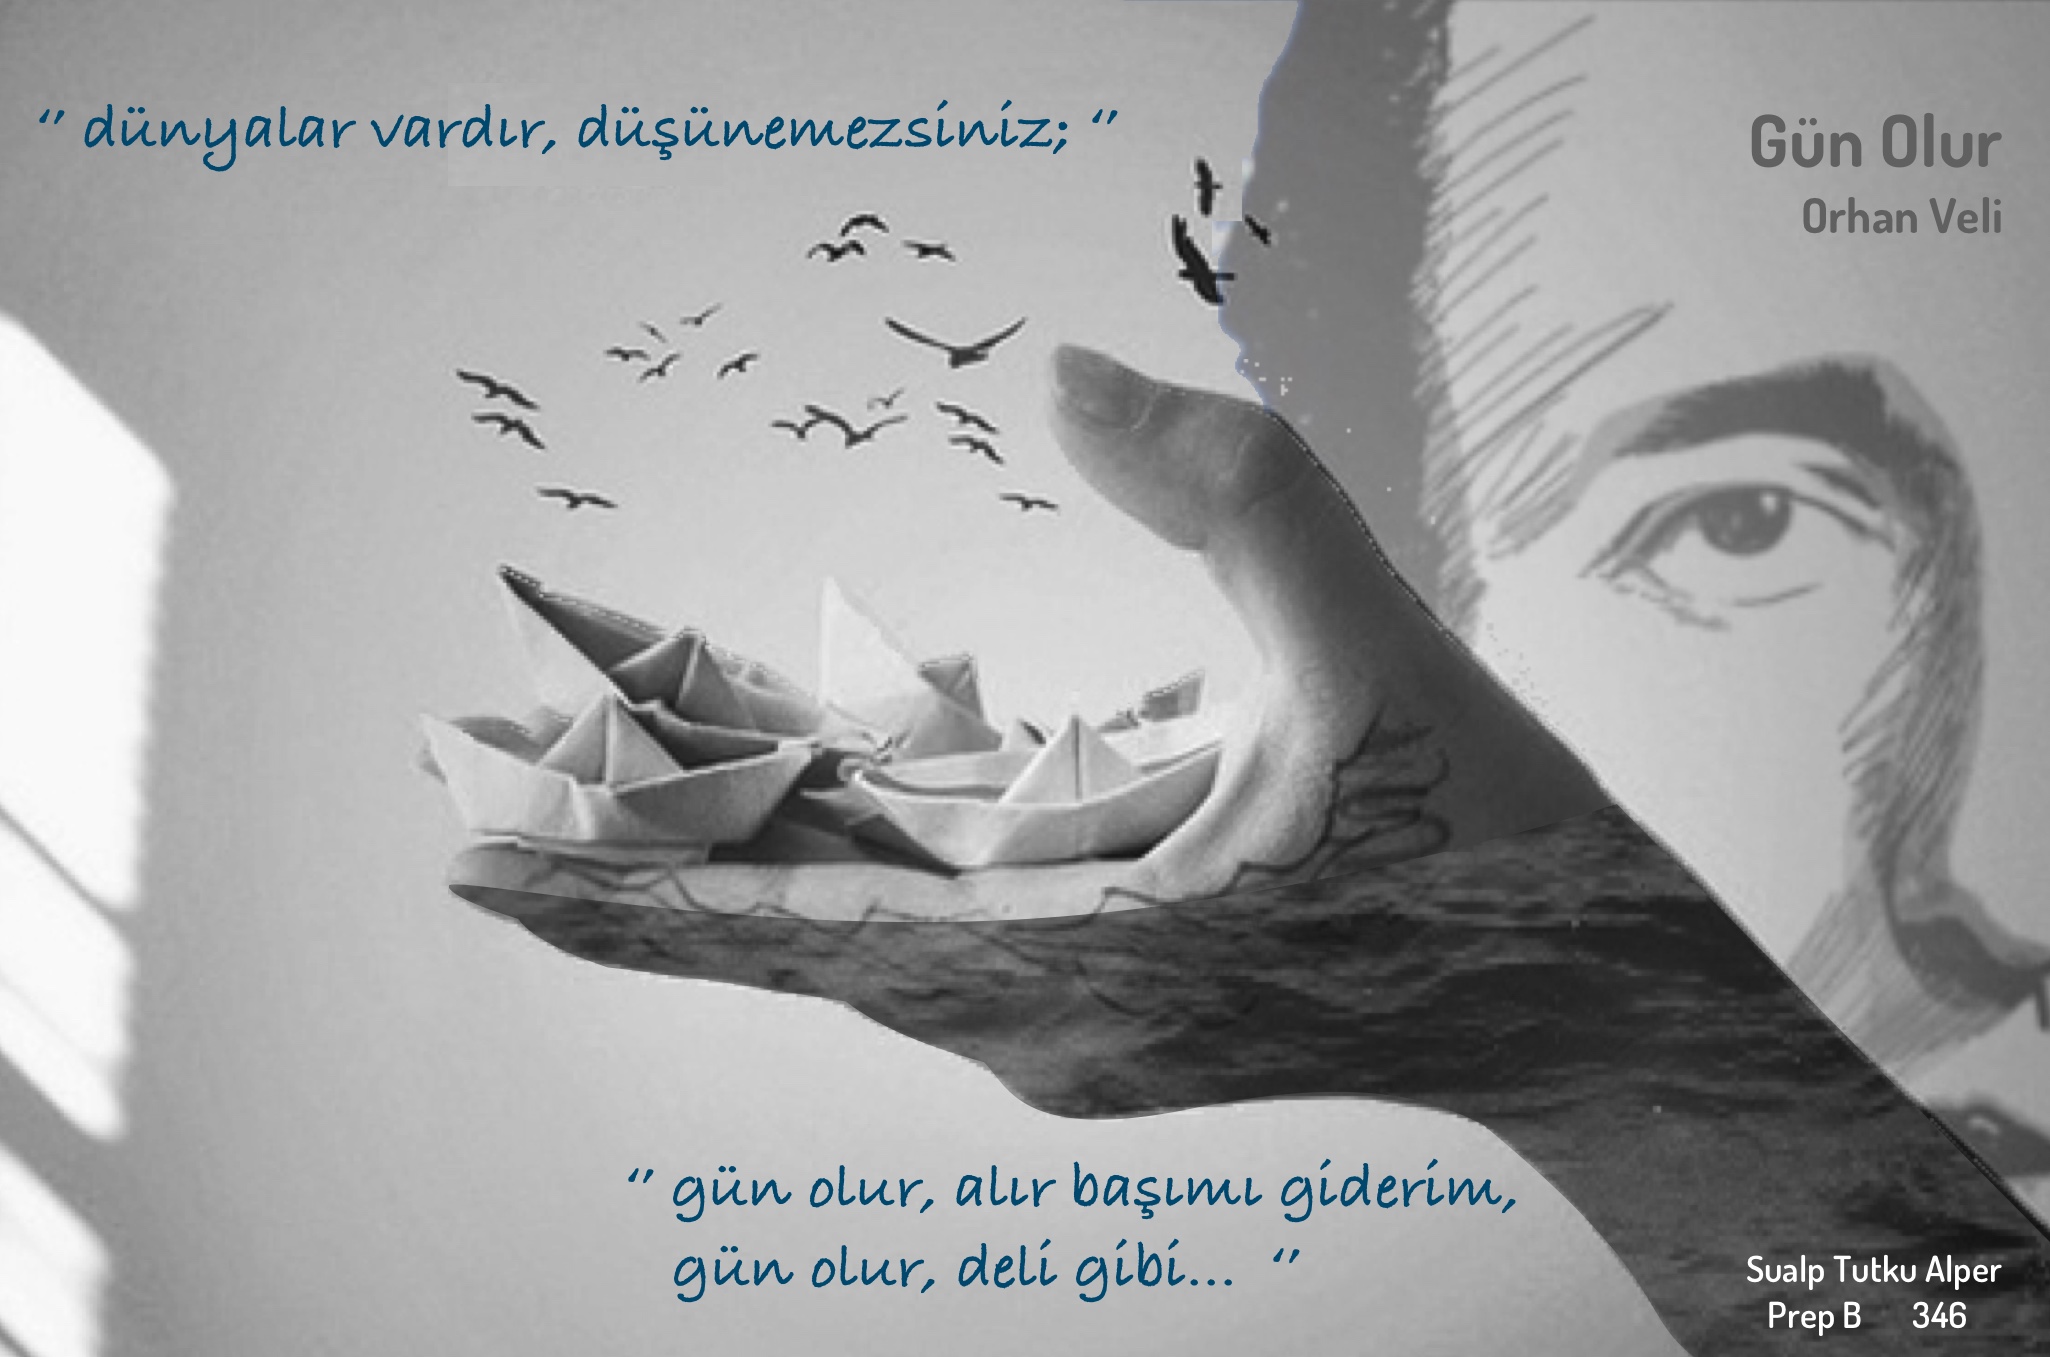 ‘’ dünyalar vardır, düşünemezsiniz; ‘’
Gün Olur
Orhan Veli
‘’ gün olur, alır başımı giderim,
gün olur, deli gibi... ‘’
Sualp Tutku Alper
Prep B 346